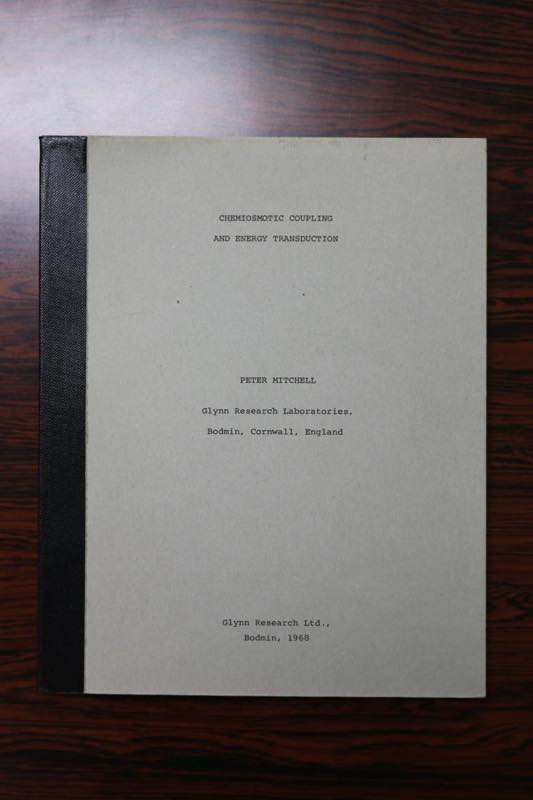 CHEMIOSMOTIC COUPLING
AND ENERGY TRANSDUCTION
PETER MITCHELL
Glynn Research Laboratories,
Bodmin, Cornwall, England
Glynn Research Ltd.,
Bodmin, 1968